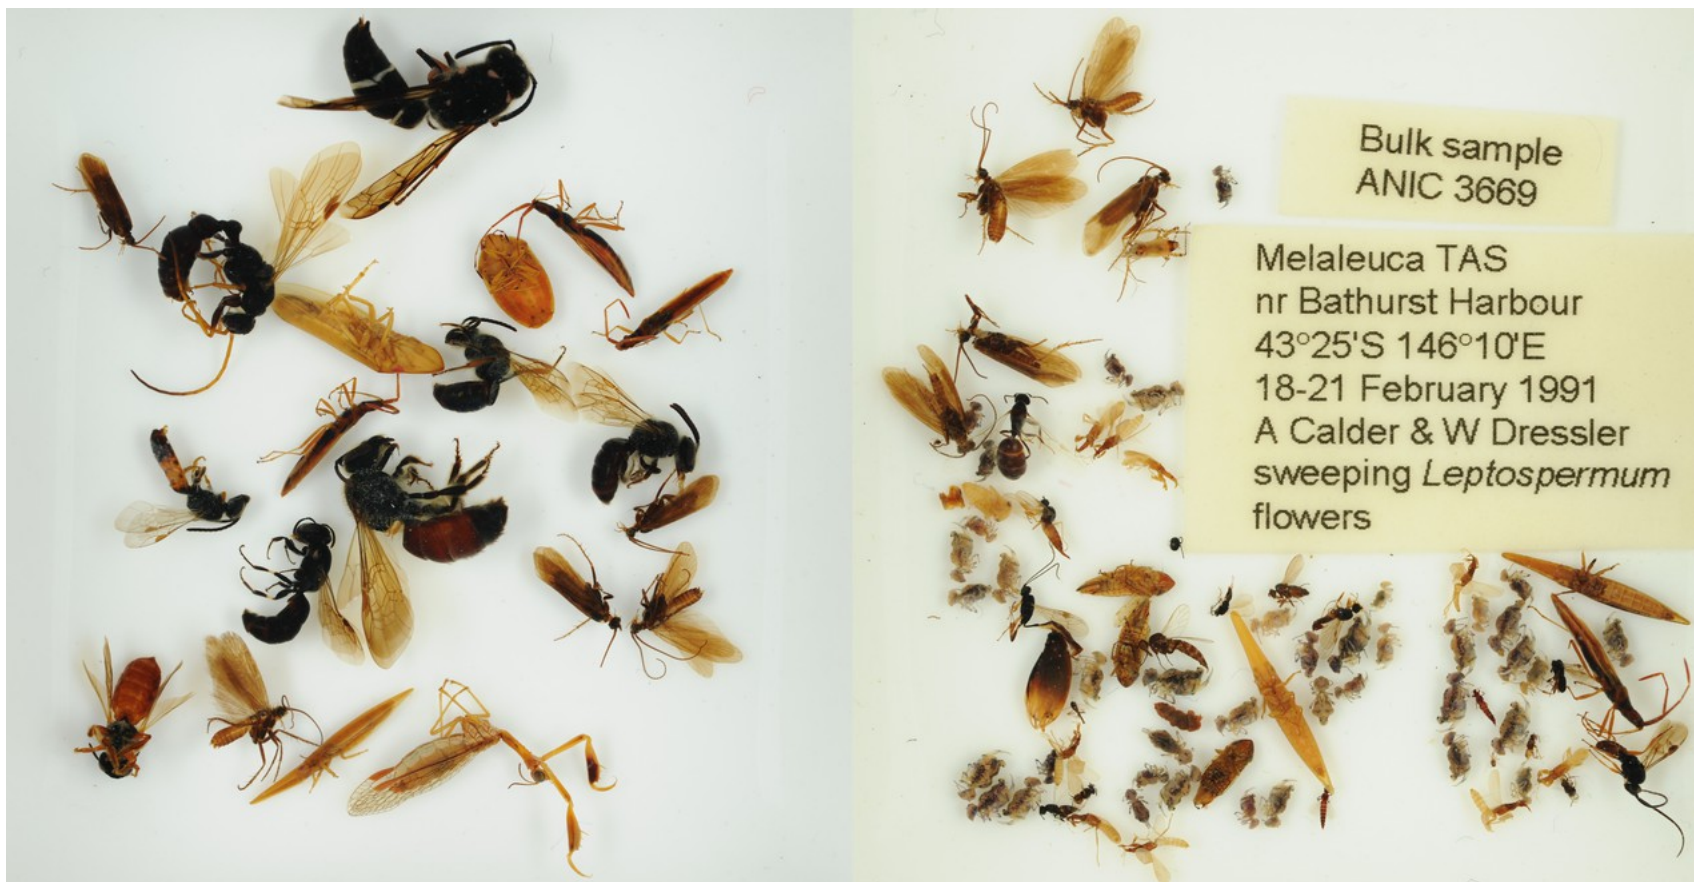 Bulk sample
ANIC 3669
Melaleuca TAS
nr Bathurst Harbour
43°25'S 146°10'E
18-21 February 1991
A Calder & W Dressler
sweeping Leptospermum
flowers